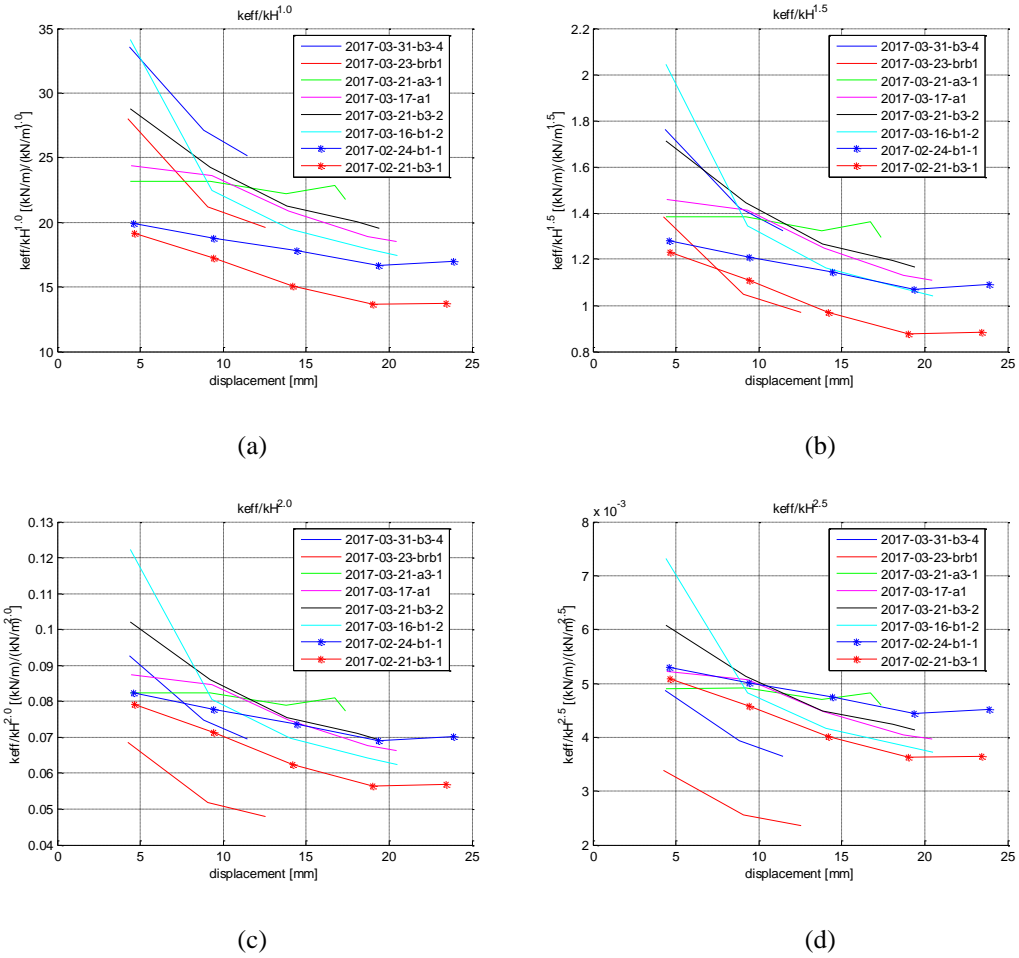 keff/kH^1.0
35
30
25
20
15
10
0
5
10
15
20
25
keff/kH^1.0 [(kN/m)/(kN/m)^1.0]
displacement [mm]
2017-03-31-b3-4
2017-03-23-brb1
2017-03-21-a3-1
2017-03-17-a1
2017-03-21-b3-2
2017-03-16-b1-2
2017-02-24-b1-1
2017-02-21-b3-1
(a)
keff/kH^1.5
2.2
2
1.8
1.6
1.4
1.2
1
0.8
0
5
10
15
20
25
keff/kH^1.5 [(kN/m)/(kN/m)^1.5]
displacement [mm]
2017-03-31-b3-4
2017-03-23-brb1
2017-03-21-a3-1
2017-03-17-a1
2017-03-21-b3-2
2017-03-16-b1-2
2017-02-24-b1-1
2017-02-21-b3-1
(b)
keff/kH^2.0
0.13
0.12
0.11
0.1
0.09
0.08
0.07
0.06
0.05
0.04
0
5
10
15
20
25
keff/kH^2.0 [(kN/m)/(kN/m)^2.0]
displacement [mm]
2017-03-31-b3-4
2017-03-23-brb1
2017-03-21-a3-1
2017-03-17-a1
2017-03-21-b3-2
2017-03-16-b1-2
2017-02-24-b1-1
2017-02-21-b3-1
(c)
keff/kH^2.5
x 10^-3
8
7
6
5
4
3
2
0
5
10
15
20
25
keff/kH^2.5 [(kN/m)/(kN/m)^2.5]
displacement [mm]
2017-03-31-b3-4
2017-03-23-brb1
2017-03-21-a3-1
2017-03-17-a1
2017-03-21-b3-2
2017-03-16-b1-2
2017-02-24-b1-1
2017-02-21-b3-1
(d)